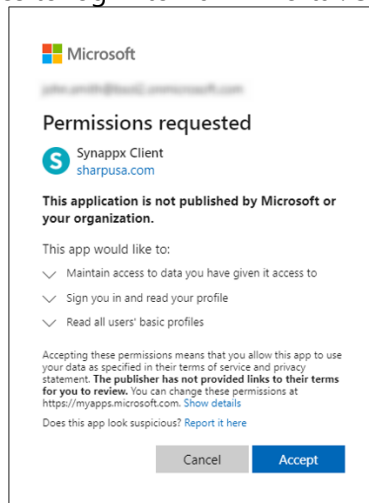 Microsoft
Permissions requested
S
Synappx Client
sharpusa.com
This application is not published by Microsoft or
your organization.
This app would like to:
Maintain access to data you have given it access to
Sign you in and read your profile
Read all users' basic profiles
Accepting these permissions means that you allow this app to use
your data as specified in their terms of service and privacy
statement. The publisher has not provided links to their terms
for you to review. You can change these permissions at
https://myapps.microsoft.com. Show details
Does this app look suspicious? Report it here
Cancel
Accept